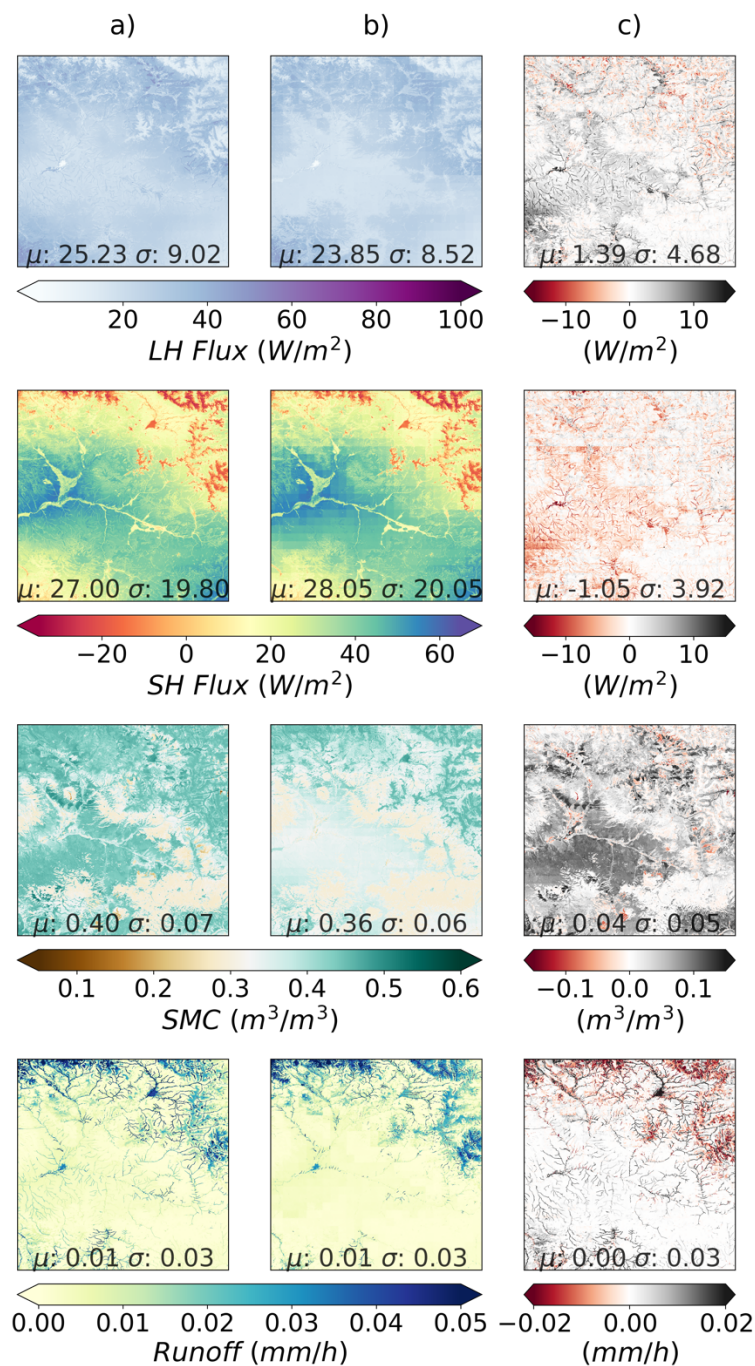 a) b) c)
μ: 25.23 σ: 9.02 μ: 23.85 σ: 8.52 μ: 1.39 σ: 4.68
20 40 60 80 100 −10 0 10
LH Flux (W/m²) (W/m²)
μ: 27.00 σ: 19.80 μ: 28.05 σ: 20.05 μ: -1.05 σ: 3.92
−20 0 20 40 60 −10 0 10
SH Flux (W/m²) (W/m²)
μ: 0.40 σ: 0.07 μ: 0.36 σ: 0.06 μ: 0.04 σ: 0.05
0.1 0.2 0.3 0.4 0.5 0.6 −0.1 0.0 0.1
SMC (m³/m³) (m³/m³)
μ: 0.01 σ: 0.03 μ: 0.01 σ: 0.03 μ: 0.00 σ: 0.03
0.00 0.01 0.02 0.03 0.04 0.05 −0.02 0.00 0.02
Runoff (mm/h) (mm/h)